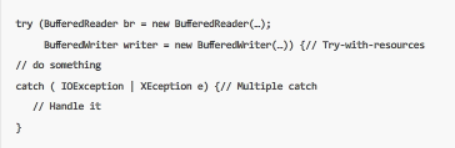 try (BufferedReader br = new BufferedReader(…);
BufferedWriter writer = new BufferedWriter(…)) {// Try-with-resources
// do something
catch ( IOException | XEception e) {// Multiple catch
// Handle it
}